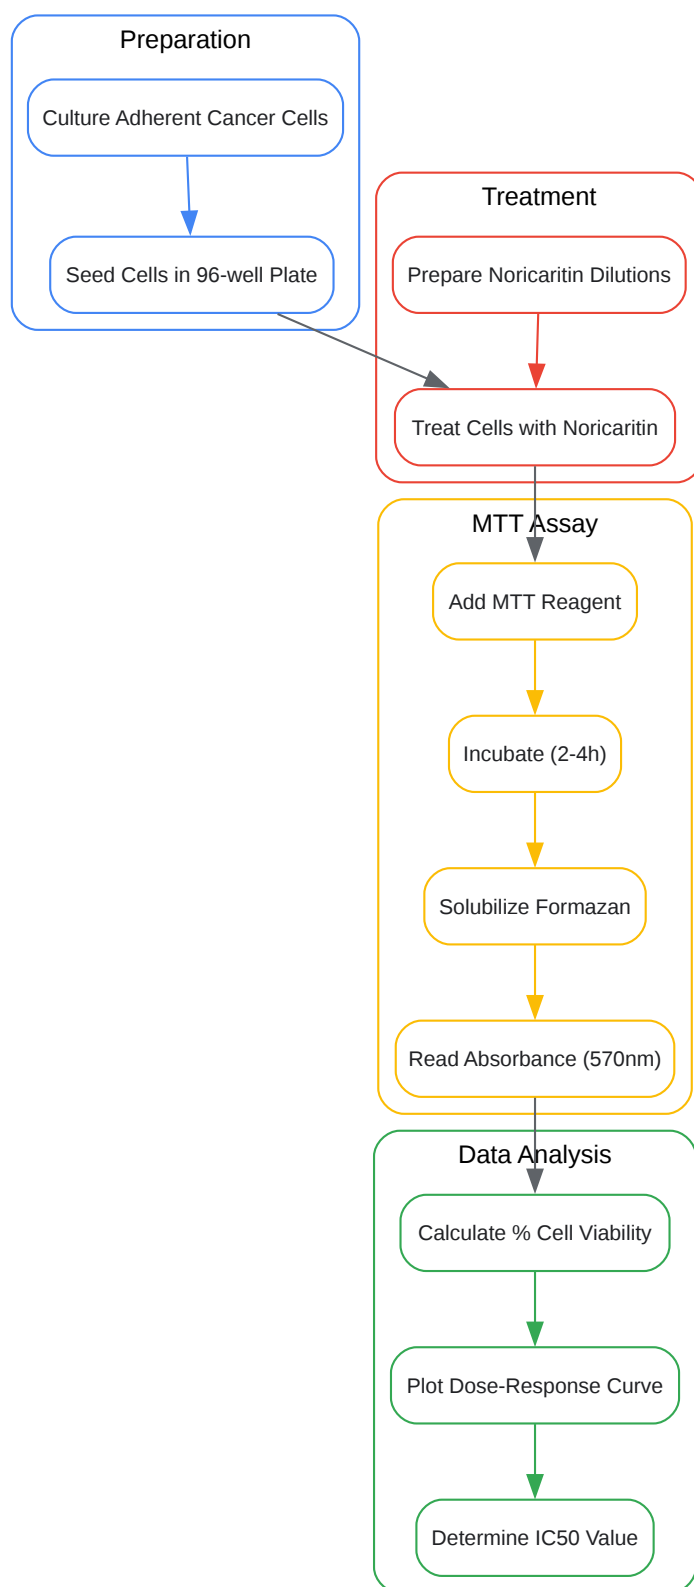 Preparation
Culture Adherent Cancer Cells
Seed Cells in 96-well Plate
Treatment
Prepare Noricaritin Dilutions
Treat Cells with Noricaritin
MTT Assay
Add MTT Reagent
Incubate (2-4h)
Solubilize Formazan
Read Absorbance (570nm)
Data Analysis
Calculate % Cell Viability
Plot Dose-Response Curve
Determine IC50 Value